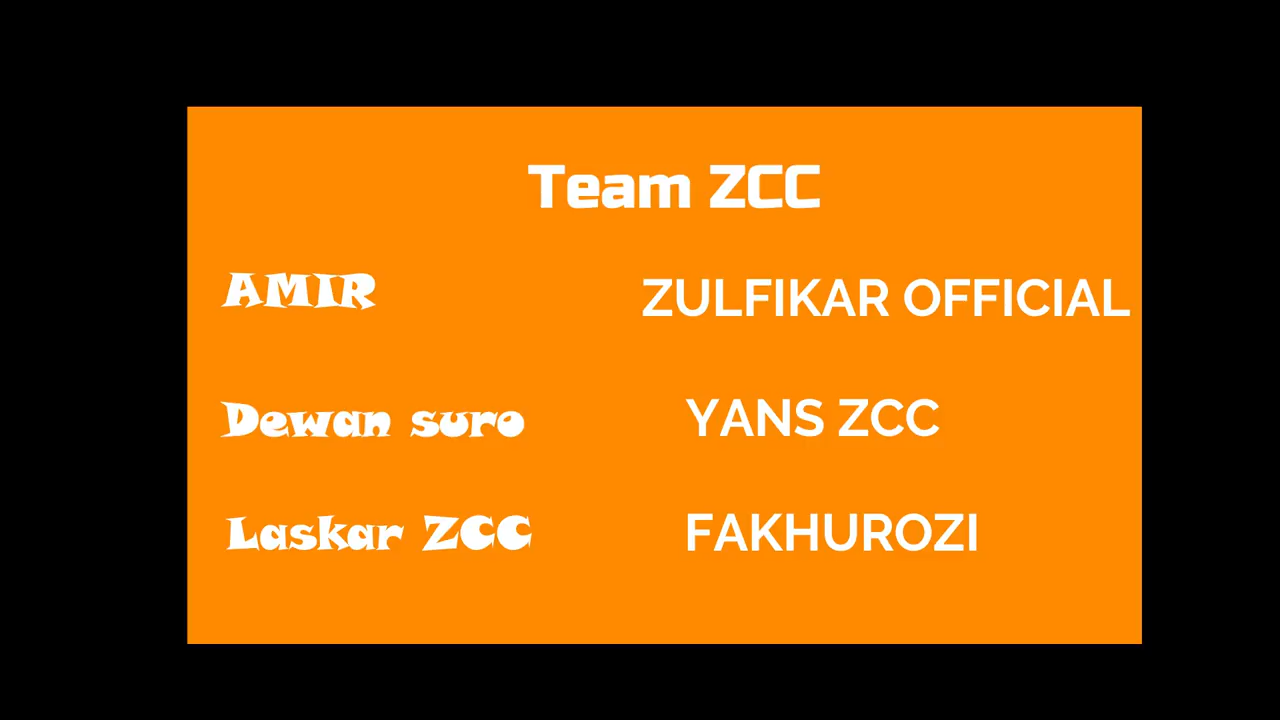 Team ZCC
AMIR
ZULFIKAR OFFICIAL
Dewan suro
YANS ZCC
Laskar ZCC
FAKHUROZI